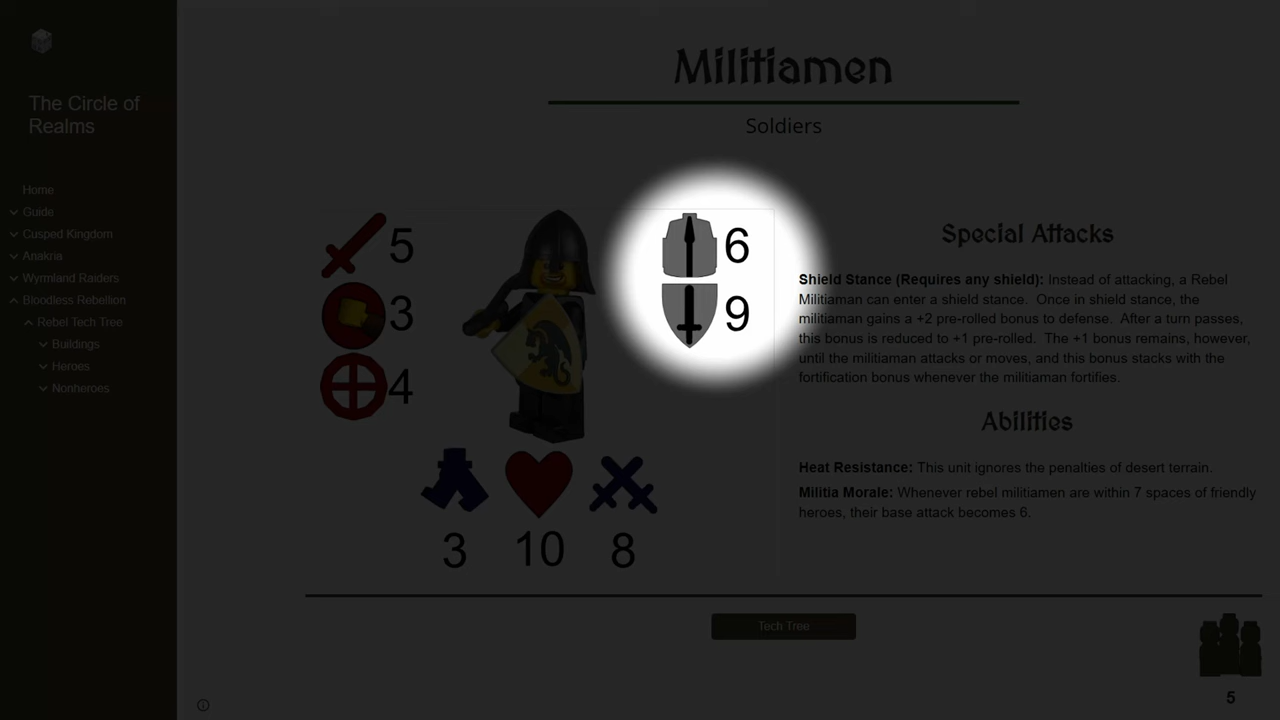 The Circle of
Realms
Home
Guide
Cusped Kingdom
Anakria
Wyrmland Raiders
Bloodless Rebellion
Rebel Tech Tree
Buildings
Heroes
Nonheroes
Militiamen
Soldiers
5
3
4
6
9
3
10
8
Special Attacks
Shield Stance (Requires any shield): Instead of attacking, a Rebel
Militiaman can enter a shield stance. Once in shield stance, the
militiaman gains a +2 pre-rolled bonus to defense. After a turn passes,
this bonus is reduced to +1 pre-rolled. The +1 bonus remains, however,
until the militiaman attacks or moves, and this bonus stacks with the
fortification bonus whenever the militiaman fortifies.
Abilities
Heat Resistance: This unit ignores the penalties of desert terrain.
Militia Morale: Whenever rebel militiamen are within 7 spaces of friendly
heroes, their base attack becomes 6.
Tech Tree
5